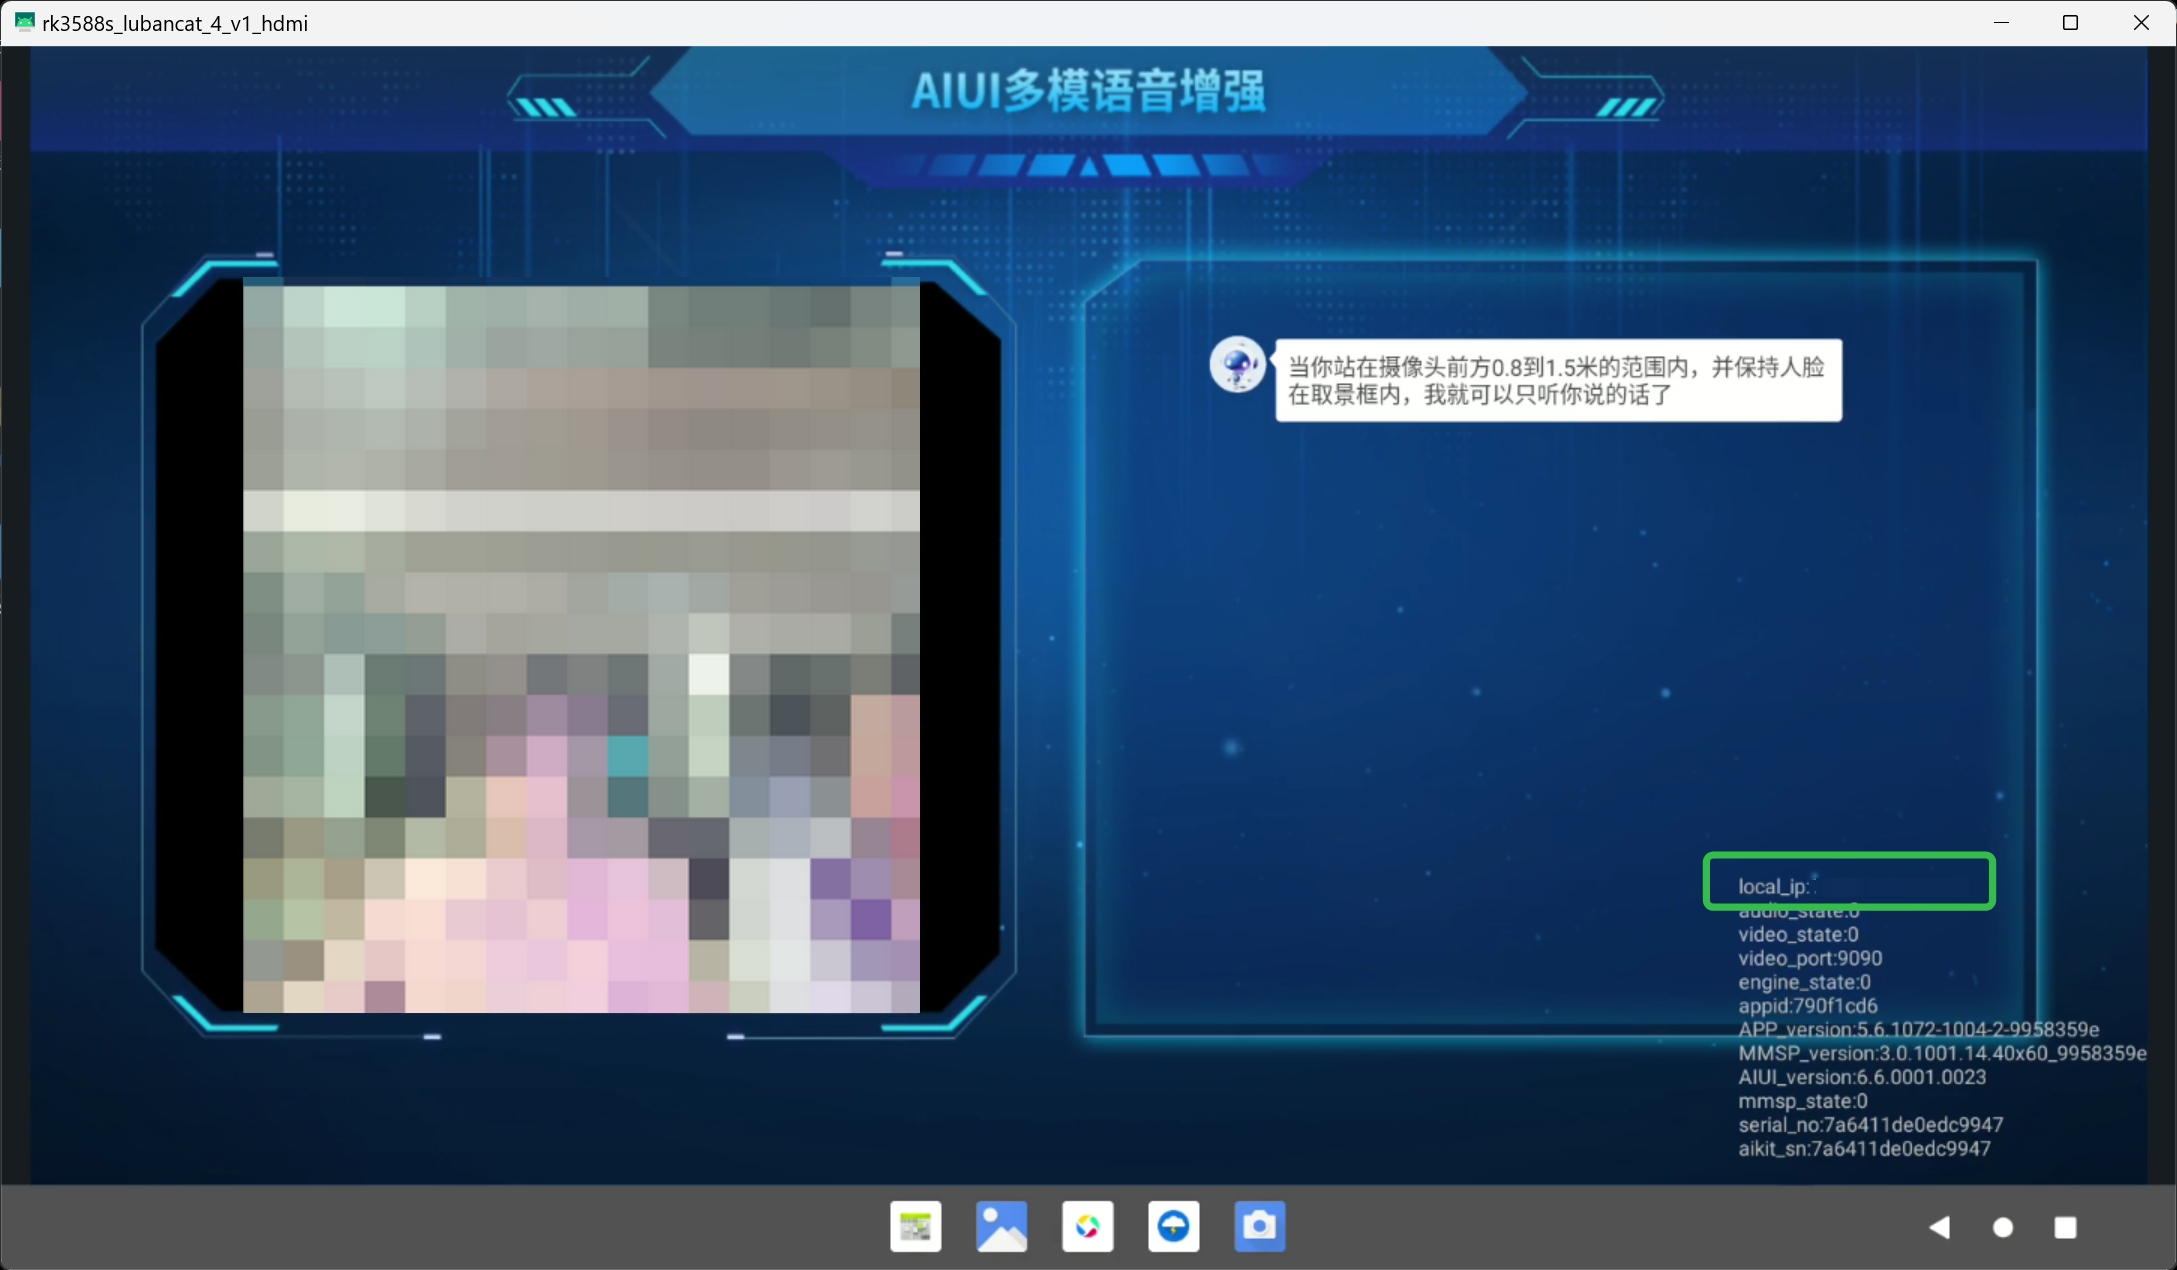 rk3588s_lubancat_4_v1_hdmi
AIUI多模语音增强
当你站在摄像头前方0.8到1.5米的范围内，并保持人脸
在取景框内，我就可以只听你说的话了
local_ip:
audio_state:0
video_state:0
video_port:9090
engine_state:0
appid:790f1cd6
APP_version:5.6.1072-1004-2-9958359e
MMSP_version:3.0.1001.14.40x60_9958359e
AIUI_version:6.6.0001.0023
mmsp_state:0
serial_no:7a6411de0edc9947
aikit_sn:7a6411de0edc9947